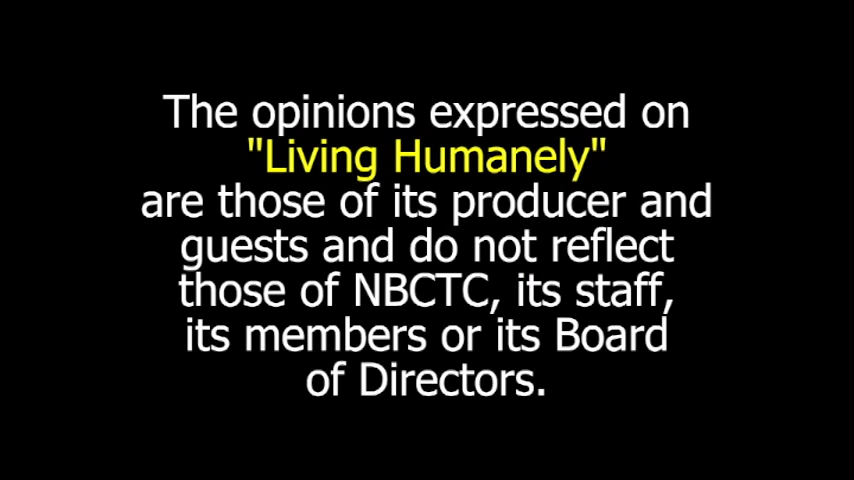 The opinions expressed on
"Living Humanely"
are those of its producer and
guests and do not reflect
those of NBCTC, its staff,
its members or its Board
of Directors.